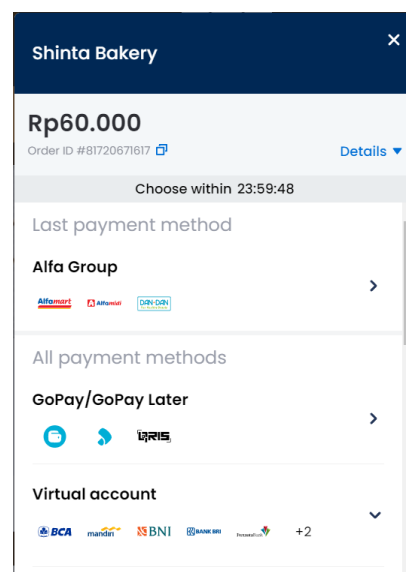 Shinta Bakery
Rp60.000
Order ID #81720671617
Details
Choose within 23:59:48
Last payment method
Alfa Group
Alfamart Alfamidi DAN+DAN
All payment methods
GoPay/GoPay Later
QRIS
Virtual account
BCA mandiri BNI BANK BRI PermataBank +2